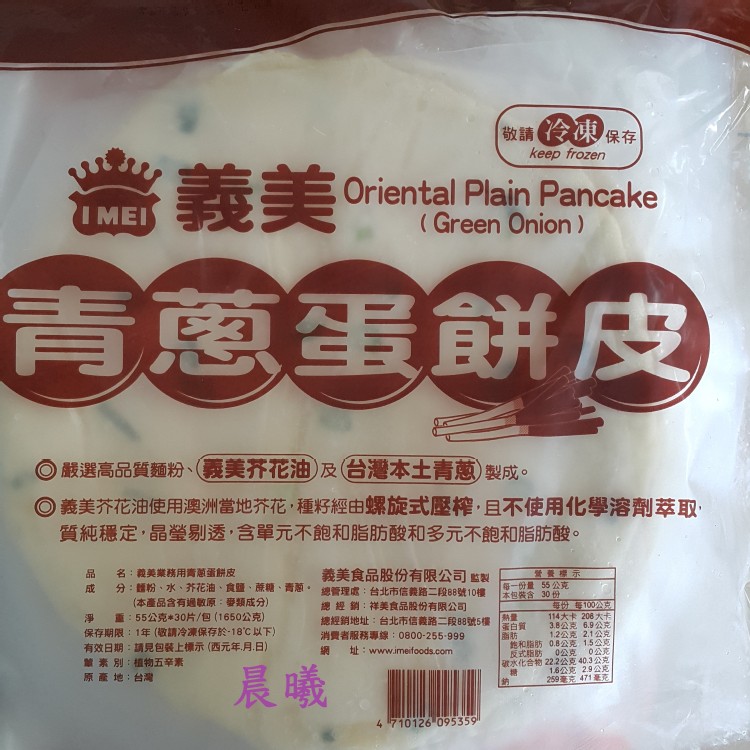 敬請冷凍保存
keep frozen
I MEI
義美 Oriental Plain Pancake
(Green Onion)
青蔥蛋餅皮
◎ 嚴選高品質麵粉、義美芥花油及台灣本土青蔥製成。
◎ 義美芥花油使用澳洲當地芥花,種籽經由螺旋式壓榨,且不使用化學溶劑萃取,
質純穩定,晶瑩剔透,含單元不飽和脂肪酸和多元不飽和脂肪酸。
品 名:義美業務用青蔥蛋餅皮
成 分:麵粉、水、芥花油、食鹽、蔗糖、青蔥。
(本產品含有過敏原:麥類成分)
淨 重:55公克*30片/包(1650公克)
保存期限:1年(敬請冷凍保存於-18℃以下)
有效日期:請見包裝上標示(西元年.月.日)
葷素別:植物五辛素
原產地:台灣
義美食品股份有限公司 監製
總管理處:台北市信義路二段88號10樓
總經銷:祥美食品股份有限公司
總經銷地址:台北市信義路二段88號5樓
消費者服務專線:0800-255-999
網 址:www.imeifoods.com
營養標示
每一份量 55公克
本包裝含 30份
每份 每100公克
熱量 114大卡 206大卡
蛋白質 3.8公克 6.9公克
脂肪 1.2公克 2.1公克
飽和脂肪 0.8公克 1.5公克
反式脂肪 0公克 0公克
碳水化合物 22.2公克 40.3公克
糖 1.6公克 2.9公克
鈉 259毫克 471毫克
4 710126 095359
晨曦